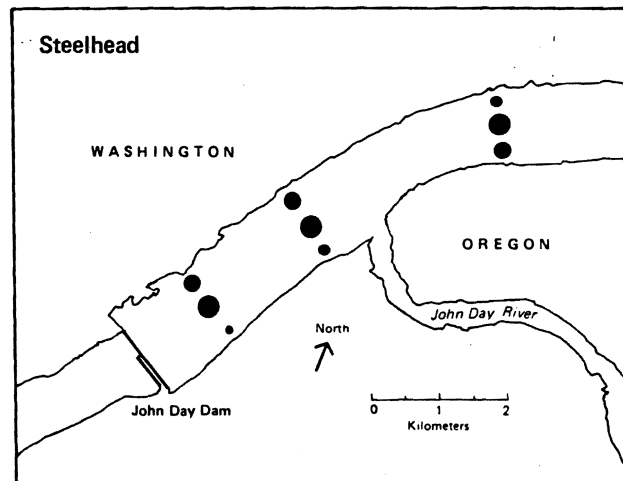 Steelhead
WASHINGTON
OREGON
John Day River
North
John Day Dam
0 1 2
Kilometers